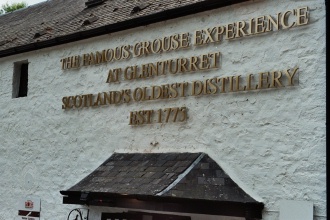 THE FAMOUS GROUSE EXPERIENCE
AT GLENTURRET
SCOTLAND'S OLDEST DISTILLERY
EST 1775